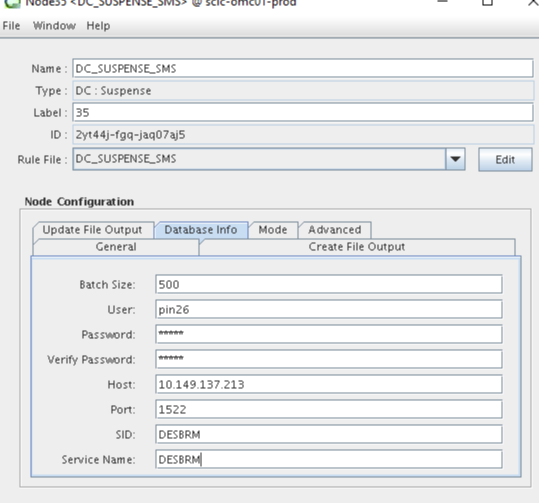 Node35 <DC_SUSPENSE_SMS> @ scic-omc01-prod
File Window Help
Name : DC_SUSPENSE_SMS
Type : DC : Suspense
Label : 35
ID : 2yt44j-fgq-jaq07aj5
Rule File : DC_SUSPENSE_SMS Edit
Node Configuration
Update File Output Database Info Mode Advanced
General Create File Output
Batch Size: 500
User: pin26
Password: *****
Verify Password: *****
Host: 10.149.137.213
Port: 1522
SID: DESBRM
Service Name: DESBRM